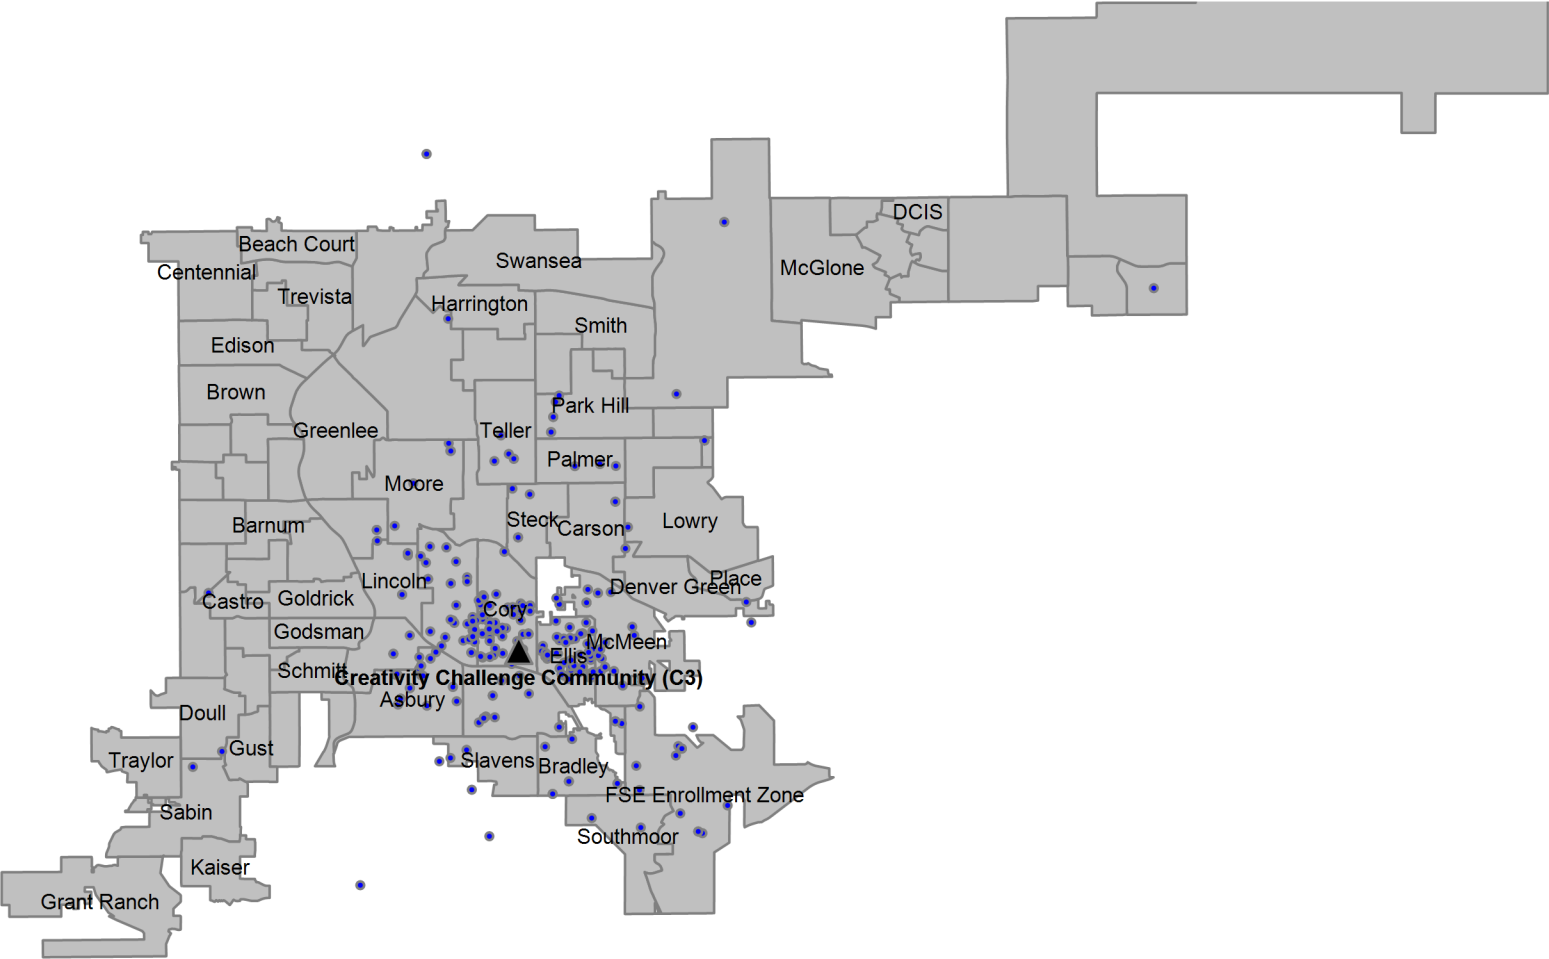 DCIS
Beach Court
Swansea
McGlone
Centennial
Trevista
Harrington
Smith
Edison
Brown
Park Hill
Greenlee
Teller
Palmer
Moore
Steck
Lowry
Barnum
Carson
Lincoln
Place
Denver Green
Castro
Goldrick
Cory
Godsman
McMeen
Ellis
Schmitt
Creativity Challenge Community (C3)
Asbury
Doull
Gust
Traylor
Slavens
Bradley
FSE Enrollment Zone
Sabin
Southmoor
Kaiser
Grant Ranch